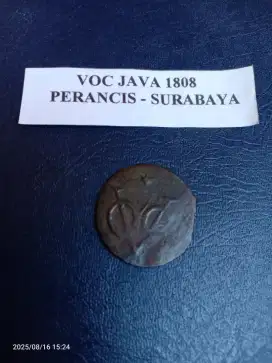 VOC JAVA 1808
PERANCIS - SURABAYA
2025/08/16 15:24